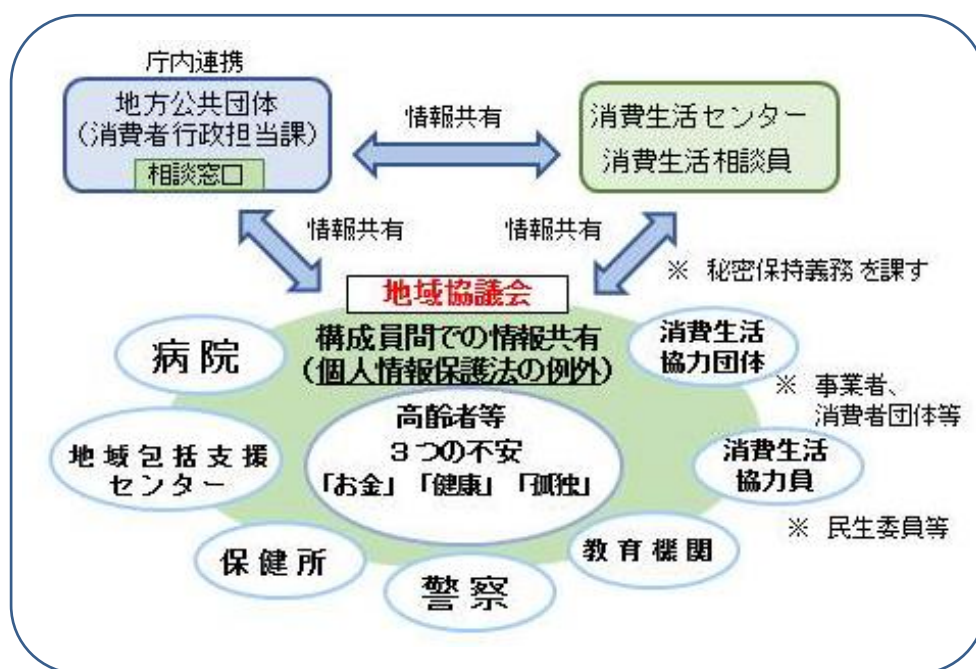 庁内連携
地方公共団体
（消費者行政担当課）
相談窓口
情報共有
消費生活センター
消費生活相談員
情報共有
情報共有
※ 秘密保持義務を課す
地域協議会
構成員間での情報共有
（個人情報保護法の例外）
病院
消費生活
協力団体
※ 事業者、
消費者団体等
高齢者等
３つの不安
「お金」「健康」「孤独」
地域包括支援
センター
消費生活
協力員
※ 民生委員等
保健所
教育機関
警察